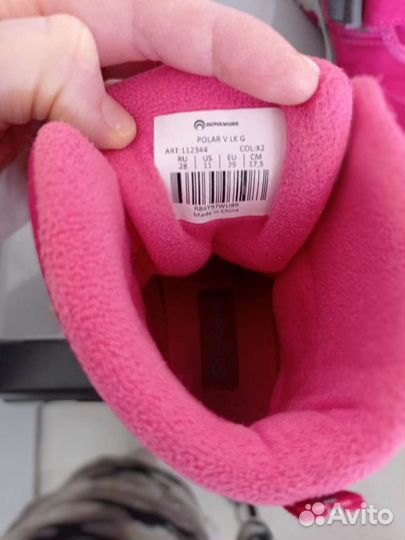 OUTVENTURE
POLAR V LK G
ART:112344 COL:X2
RU US EU CM
28 11 29 17,5
R86Y97WU89
Made in China
Avito